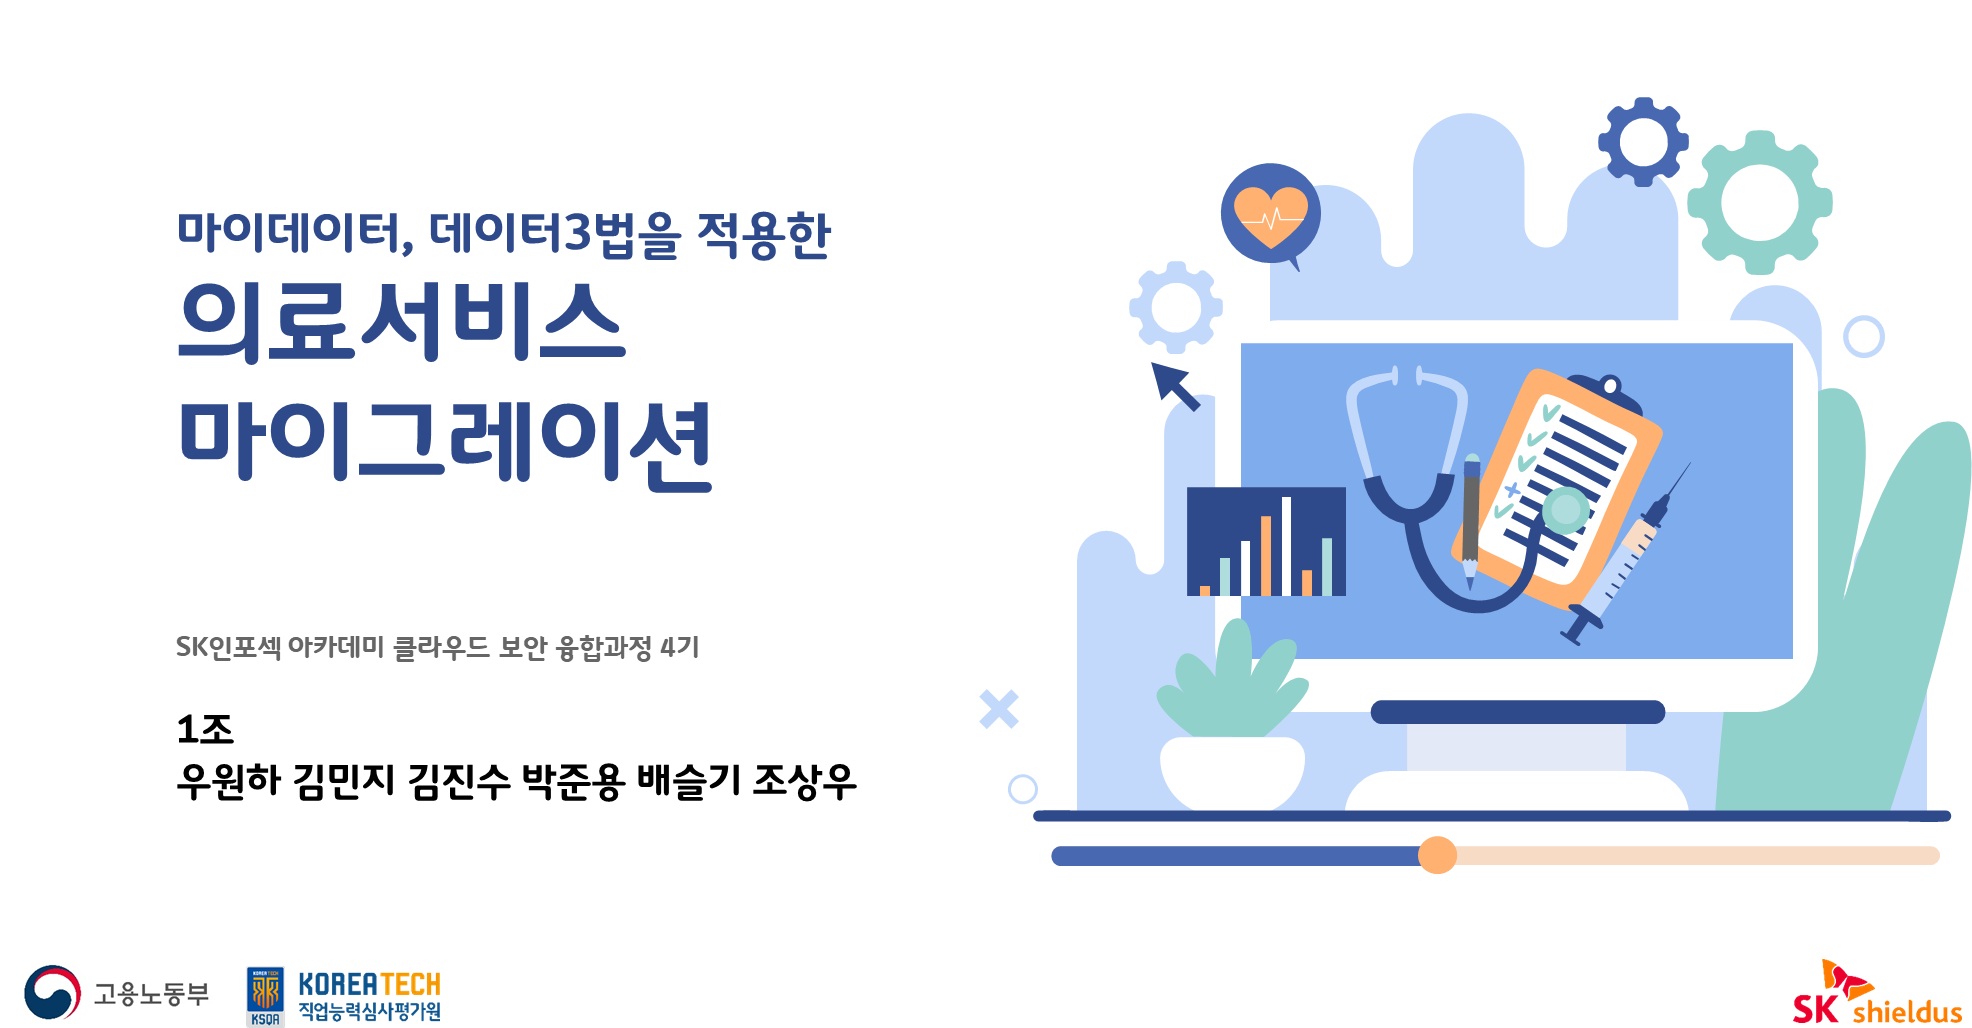 마이데이터, 데이터3법을 적용한
의료서비스
마이그레이션
SK인포섹 아카데미 클라우드 보안 융합과정 4기
1조
우원하 김민지 김진수 박준용 배슬기 조상우
고용노동부
KOREA TECH
KSQA
KOREATECH
직업능력심사평가원
SK shieldus